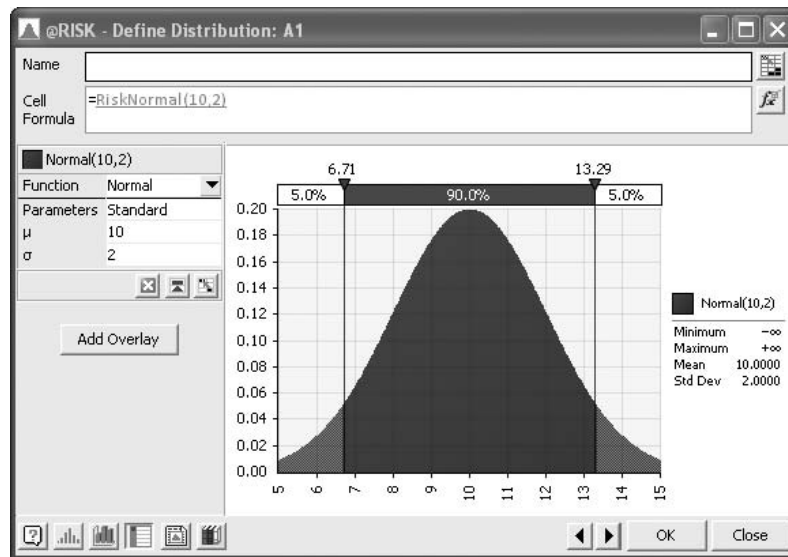 @RISK - Define Distribution: A1
Name
Cell Formula
=RiskNormal(10,2)
Normal(10,2)
Function Normal
Parameters Standard
μ 10
σ 2
Add Overlay
6.71 13.29
5.0% 90.0% 5.0%
0.20
0.18
0.16
0.14
0.12
0.10
0.08
0.06
0.04
0.02
0.00
5 6 7 8 9 10 11 12 13 14 15
Normal(10,2)
Minimum -∞
Maximum +∞
Mean 10.0000
Std Dev 2.0000
OK Close